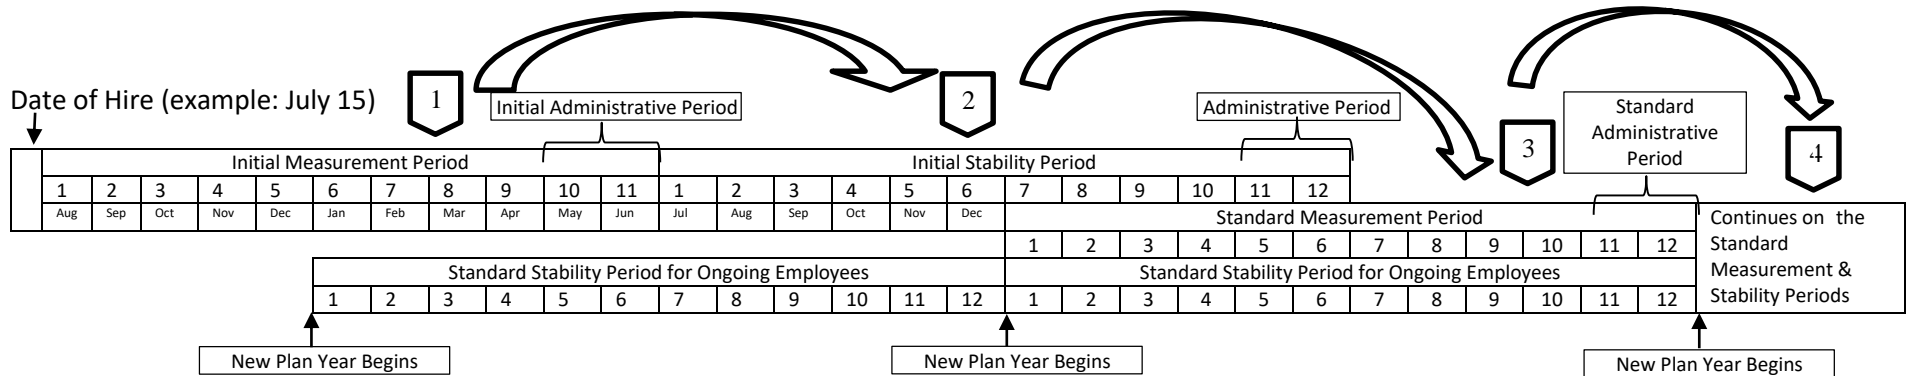 1
2
3
4
Date of Hire (example: July 15)
Initial Administrative Period
Administrative Period
Standard
Administrative
Period
Initial Measurement Period
Initial Stability Period
1 2 3 4 5 6 7 8 9 10 11 1 2 3 4 5 6 7 8 9 10 11 12
Aug Sep Oct Nov Dec Jan Feb Mar Apr May Jun Jul Aug Sep Oct Nov Dec
Standard Measurement Period
1 2 3 4 5 6 7 8 9 10 11 12
Continues on the
Standard
Measurement &
Stability Periods
Standard Stability Period for Ongoing Employees
Standard Stability Period for Ongoing Employees
1 2 3 4 5 6 7 8 9 10 11 12 1 2 3 4 5 6 7 8 9 10 11 12
New Plan Year Begins
New Plan Year Begins
New Plan Year Begins